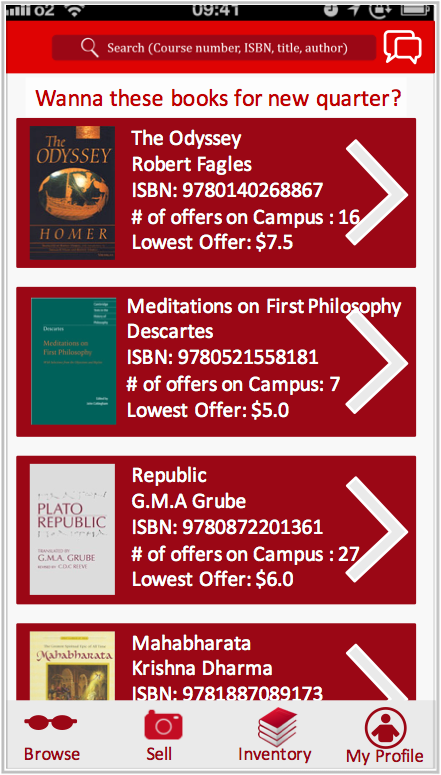 o2
09:41
Search (Course number, ISBN, title, author)
Wanna these books for new quarter?
The
ODYSSEY
HOMER
The Odyssey
Robert Fagles
ISBN: 9780140268867
# of offers on Campus : 16
Lowest Offer: $7.5
Descartes
Meditations on
First Philosophy
Meditations on First Philosophy
Descartes
ISBN: 9780521558181
# of offers on Campus: 7
Lowest Offer: $5.0
PLATO
REPUBLIC
TRANSLATED BY
G.M.A. GRUBE
REVISED BY C.D.C. REEVE
Republic
G.M.A Grube
ISBN: 9780872201361
# of offers on Campus : 27
Lowest Offer: $6.0
Mahabharata
Mahabharata
Krishna Dharma
ISBN: 9781887089173
Browse
Sell
Inventory
My Profile